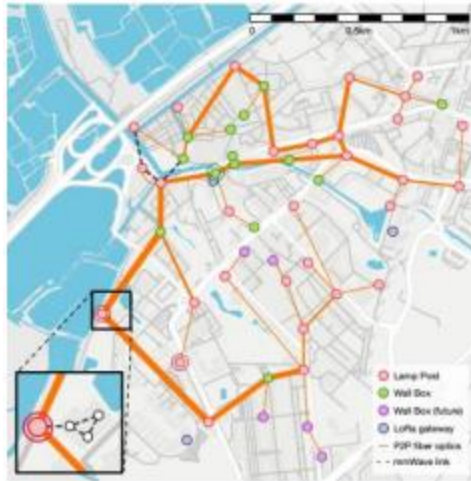 0 0.5km 1km
Lamp Post
Wall Box
Wall Box (future)
LoRa gateway
P2P fiber optics
mmWave link